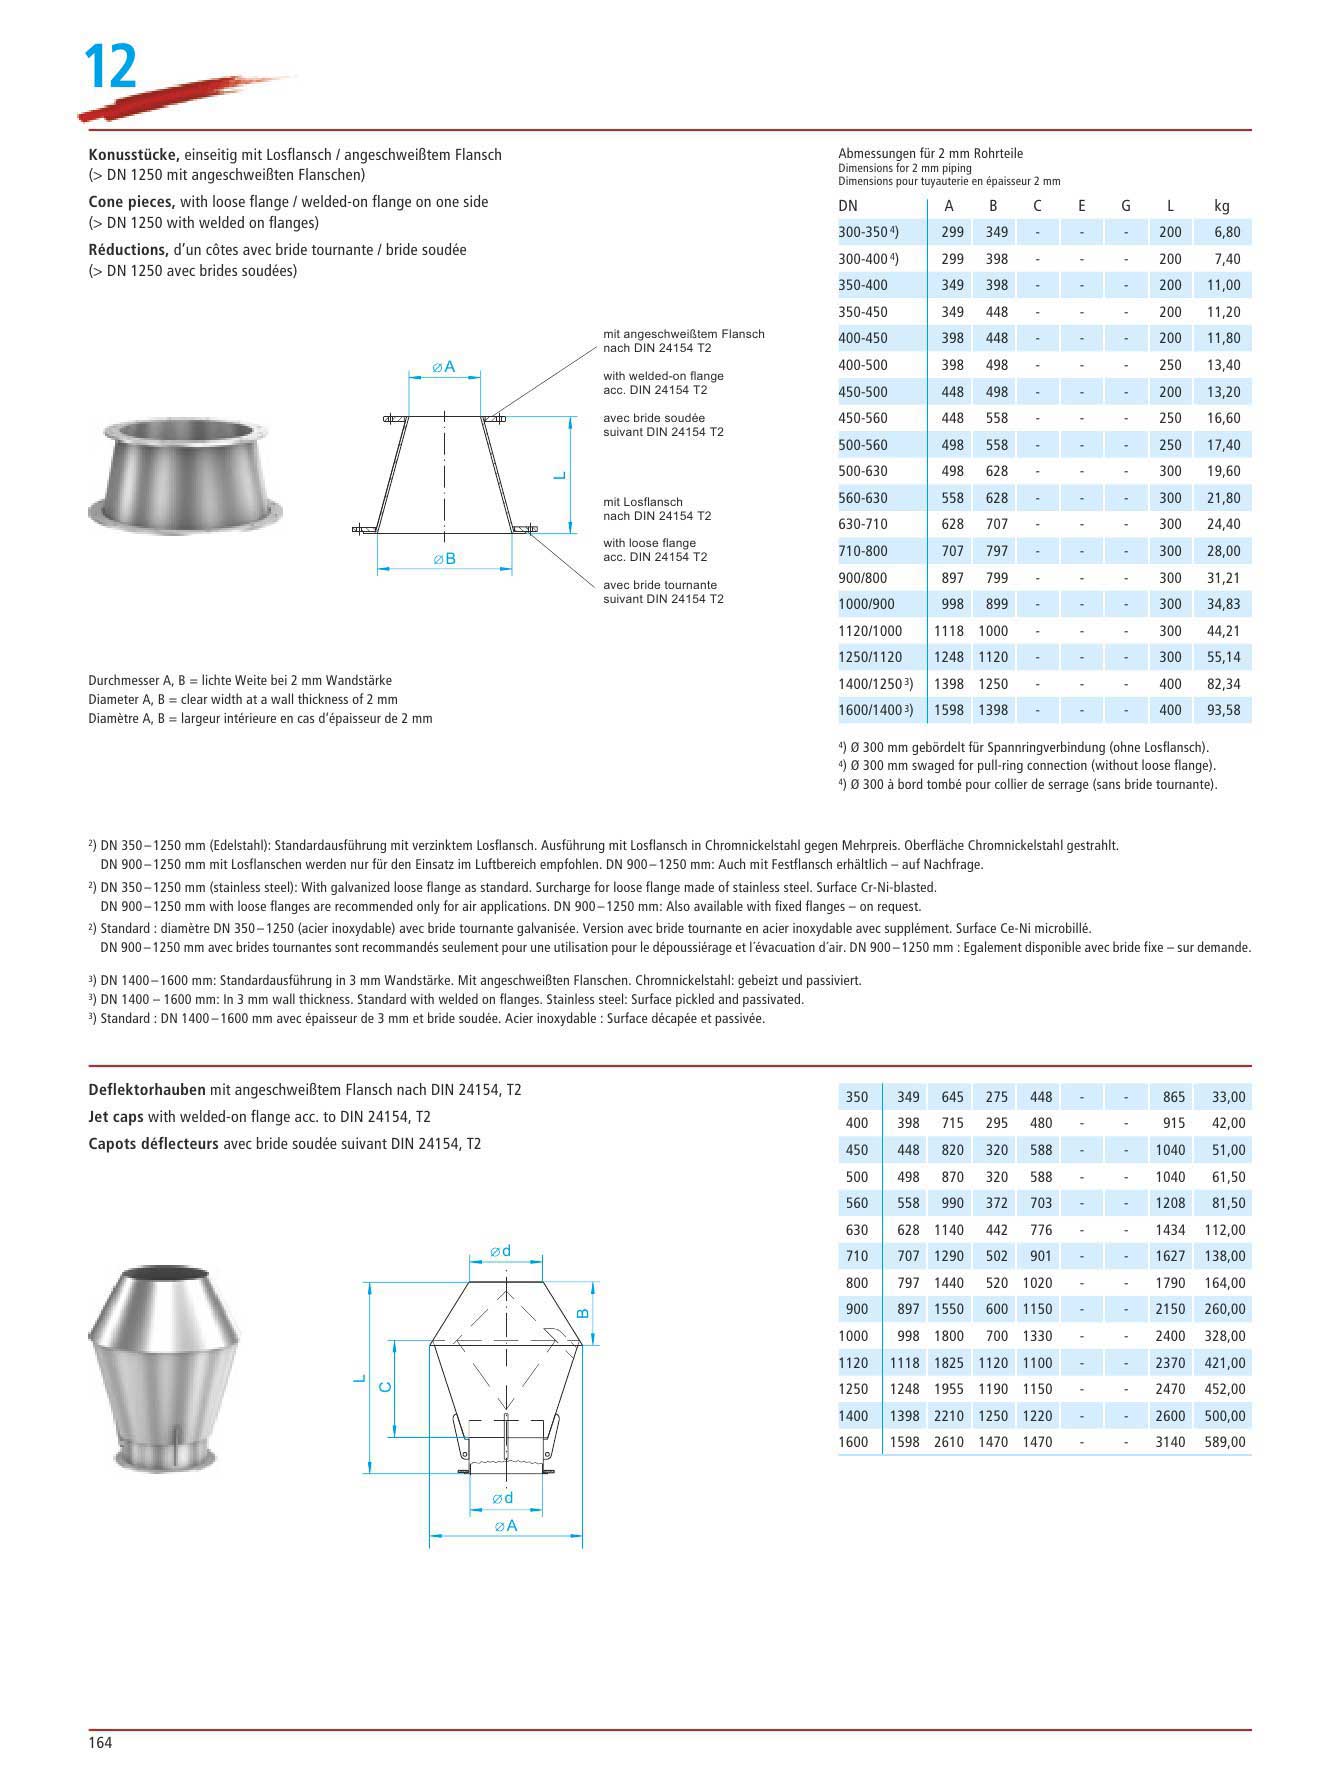 12
Konusstücke, einseitig mit Losflansch / angeschweißtem Flansch
(> DN 1250 mit angeschweißten Flanschen)
Cone pieces, with loose flange / welded-on flange on one side
(> DN 1250 with welded on flanges)
Réductions, d’un côtes avec bride tournante / bride soudée
(> DN 1250 avec brides soudées)
mit angeschweißtem Flansch
nach DIN 24154 T2
with welded-on flange
acc. DIN 24154 T2
avec bride soudée
suivant DIN 24154 T2
mit Losflansch
nach DIN 24154 T2
with loose flange
acc. DIN 24154 T2
avec bride tournante
suivant DIN 24154 T2
⌀A
L
⌀B
Durchmesser A, B = lichte Weite bei 2 mm Wandstärke
Diameter A, B = clear width at a wall thickness of 2 mm
Diamètre A, B = largeur intérieure en cas d’épaisseur de 2 mm
Abmessungen für 2 mm Rohrteile
Dimensions for 2 mm piping
Dimensions pour tuyauterie en épaisseur 2 mm
DN A B C E G L kg
300-350 ⁴) 299 349 - - - 200 6,80
300-400 ⁴) 299 398 - - - 200 7,40
350-400 349 398 - - - 200 11,00
350-450 349 448 - - - 200 11,20
400-450 398 448 - - - 200 11,80
400-500 398 498 - - - 250 13,40
450-500 448 498 - - - 200 13,20
450-560 448 558 - - - 250 16,60
500-560 498 558 - - - 250 17,40
500-630 498 628 - - - 300 19,60
560-630 558 628 - - - 300 21,80
630-710 628 707 - - - 300 24,40
710-800 707 797 - - - 300 28,00
900/800 897 799 - - - 300 31,21
1000/900 998 899 - - - 300 34,83
1120/1000 1118 1000 - - - 300 44,21
1250/1120 1248 1120 - - - 300 55,14
1400/1250 ³) 1398 1250 - - - 400 82,34
1600/1400 ³) 1598 1398 - - - 400 93,58
⁴) Ø 300 mm gebördelt für Spannringverbindung (ohne Losflansch).
⁴) Ø 300 mm swaged for pull-ring connection (without loose flange).
⁴) Ø 300 à bord tombé pour collier de serrage (sans bride tournante).
²) DN 350–1250 mm (Edelstahl): Standardausführung mit verzinktem Losflansch. Ausführung mit Losflansch in Chromnickelstahl gegen Mehrpreis. Oberfläche Chromnickelstahl gestrahlt.
DN 900–1250 mm mit Losflanschen werden nur für den Einsatz im Luftbereich empfohlen. DN 900–1250 mm: Auch mit Festflansch erhältlich – auf Nachfrage.
²) DN 350–1250 mm (stainless steel): With galvanized loose flange as standard. Surcharge for loose flange made of stainless steel. Surface Cr-Ni-blasted.
DN 900–1250 mm with loose flanges are recommended only for air applications. DN 900–1250 mm: Also available with fixed flanges – on request.
²) Standard : diamètre DN 350–1250 (acier inoxydable) avec bride tournante galvanisée. Version avec bride tournante en acier inoxydable avec supplément. Surface Ce-Ni microbillé.
DN 900–1250 mm avec brides tournantes sont recommandés seulement pour une utilisation pour le dépoussiérage et l´évacuation d´air. DN 900–1250 mm : Egalement disponible avec bride fixe – sur demande.
³) DN 1400–1600 mm: Standardausführung in 3 mm Wandstärke. Mit angeschweißten Flanschen. Chromnickelstahl: gebeizt und passiviert.
³) DN 1400 – 1600 mm: In 3 mm wall thickness. Standard with welded on flanges. Stainless steel: Surface pickled and passivated.
³) Standard : DN 1400–1600 mm avec épaisseur de 3 mm et bride soudée. Acier inoxydable : Surface décapée et passivée.
Deflektorhauben mit angeschweißtem Flansch nach DIN 24154, T2
Jet caps with welded-on flange acc. to DIN 24154, T2
Capots déflecteurs avec bride soudée suivant DIN 24154, T2
⌀d
B
L
C
⌀d
⌀A
350 349 645 275 448 - - 865 33,00
400 398 715 295 480 - - 915 42,00
450 448 820 320 588 - - 1040 51,00
500 498 870 320 588 - - 1040 61,50
560 558 990 372 703 - - 1208 81,50
630 628 1140 442 776 - - 1434 112,00
710 707 1290 502 901 - - 1627 138,00
800 797 1440 520 1020 - - 1790 164,00
900 897 1550 600 1150 - - 2150 260,00
1000 998 1800 700 1330 - - 2400 328,00
1120 1118 1825 1120 1100 - - 2370 421,00
1250 1248 1955 1190 1150 - - 2470 452,00
1400 1398 2210 1250 1220 - - 2600 500,00
1600 1598 2610 1470 1470 - - 3140 589,00
164